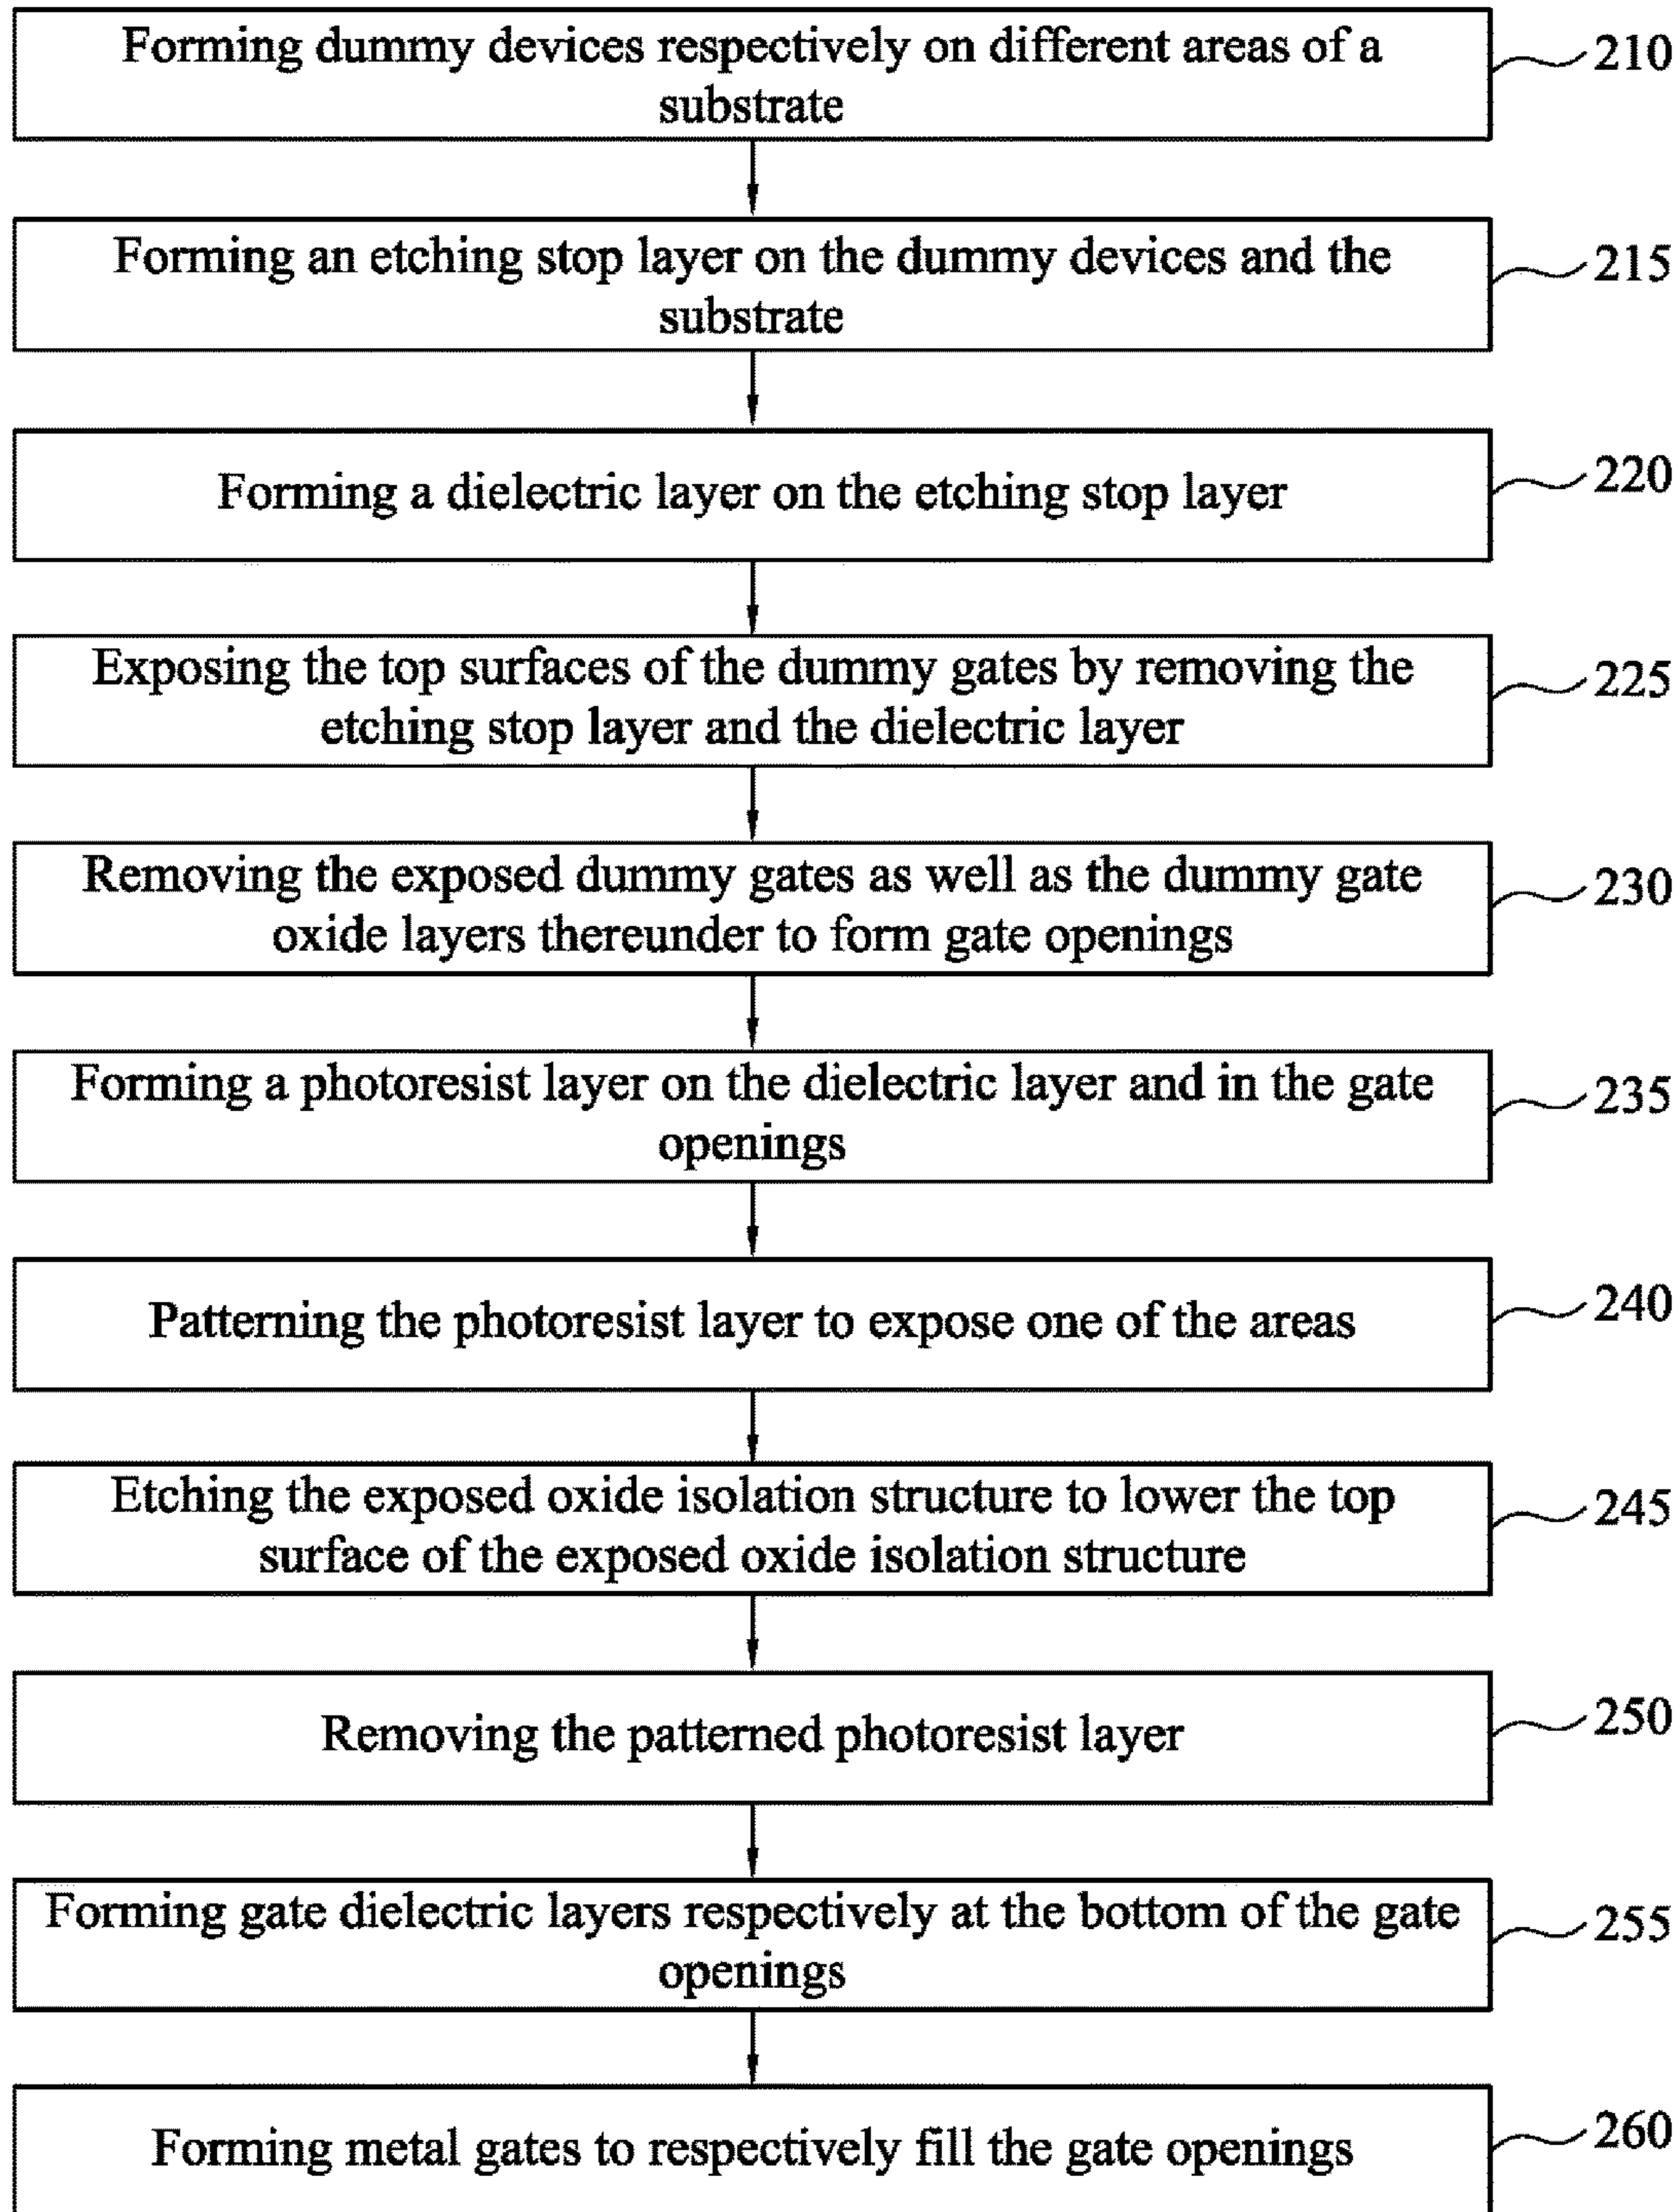 Forming dummy devices respectively on different areas of a
substrate
210
Forming an etching stop layer on the dummy devices and the
substrate
215
Forming a dielectric layer on the etching stop layer
220
Exposing the top surfaces of the dummy gates by removing the
etching stop layer and the dielectric layer
225
Removing the exposed dummy gates as well as the dummy gate
oxide layers thereunder to form gate openings
230
Forming a photoresist layer on the dielectric layer and in the gate
openings
235
Patterning the photoresist layer to expose one of the areas
240
Etching the exposed oxide isolation structure to lower the top
surface of the exposed oxide isolation structure
245
Removing the patterned photoresist layer
250
Forming gate dielectric layers respectively at the bottom of the gate
openings
255
Forming metal gates to respectively fill the gate openings
260